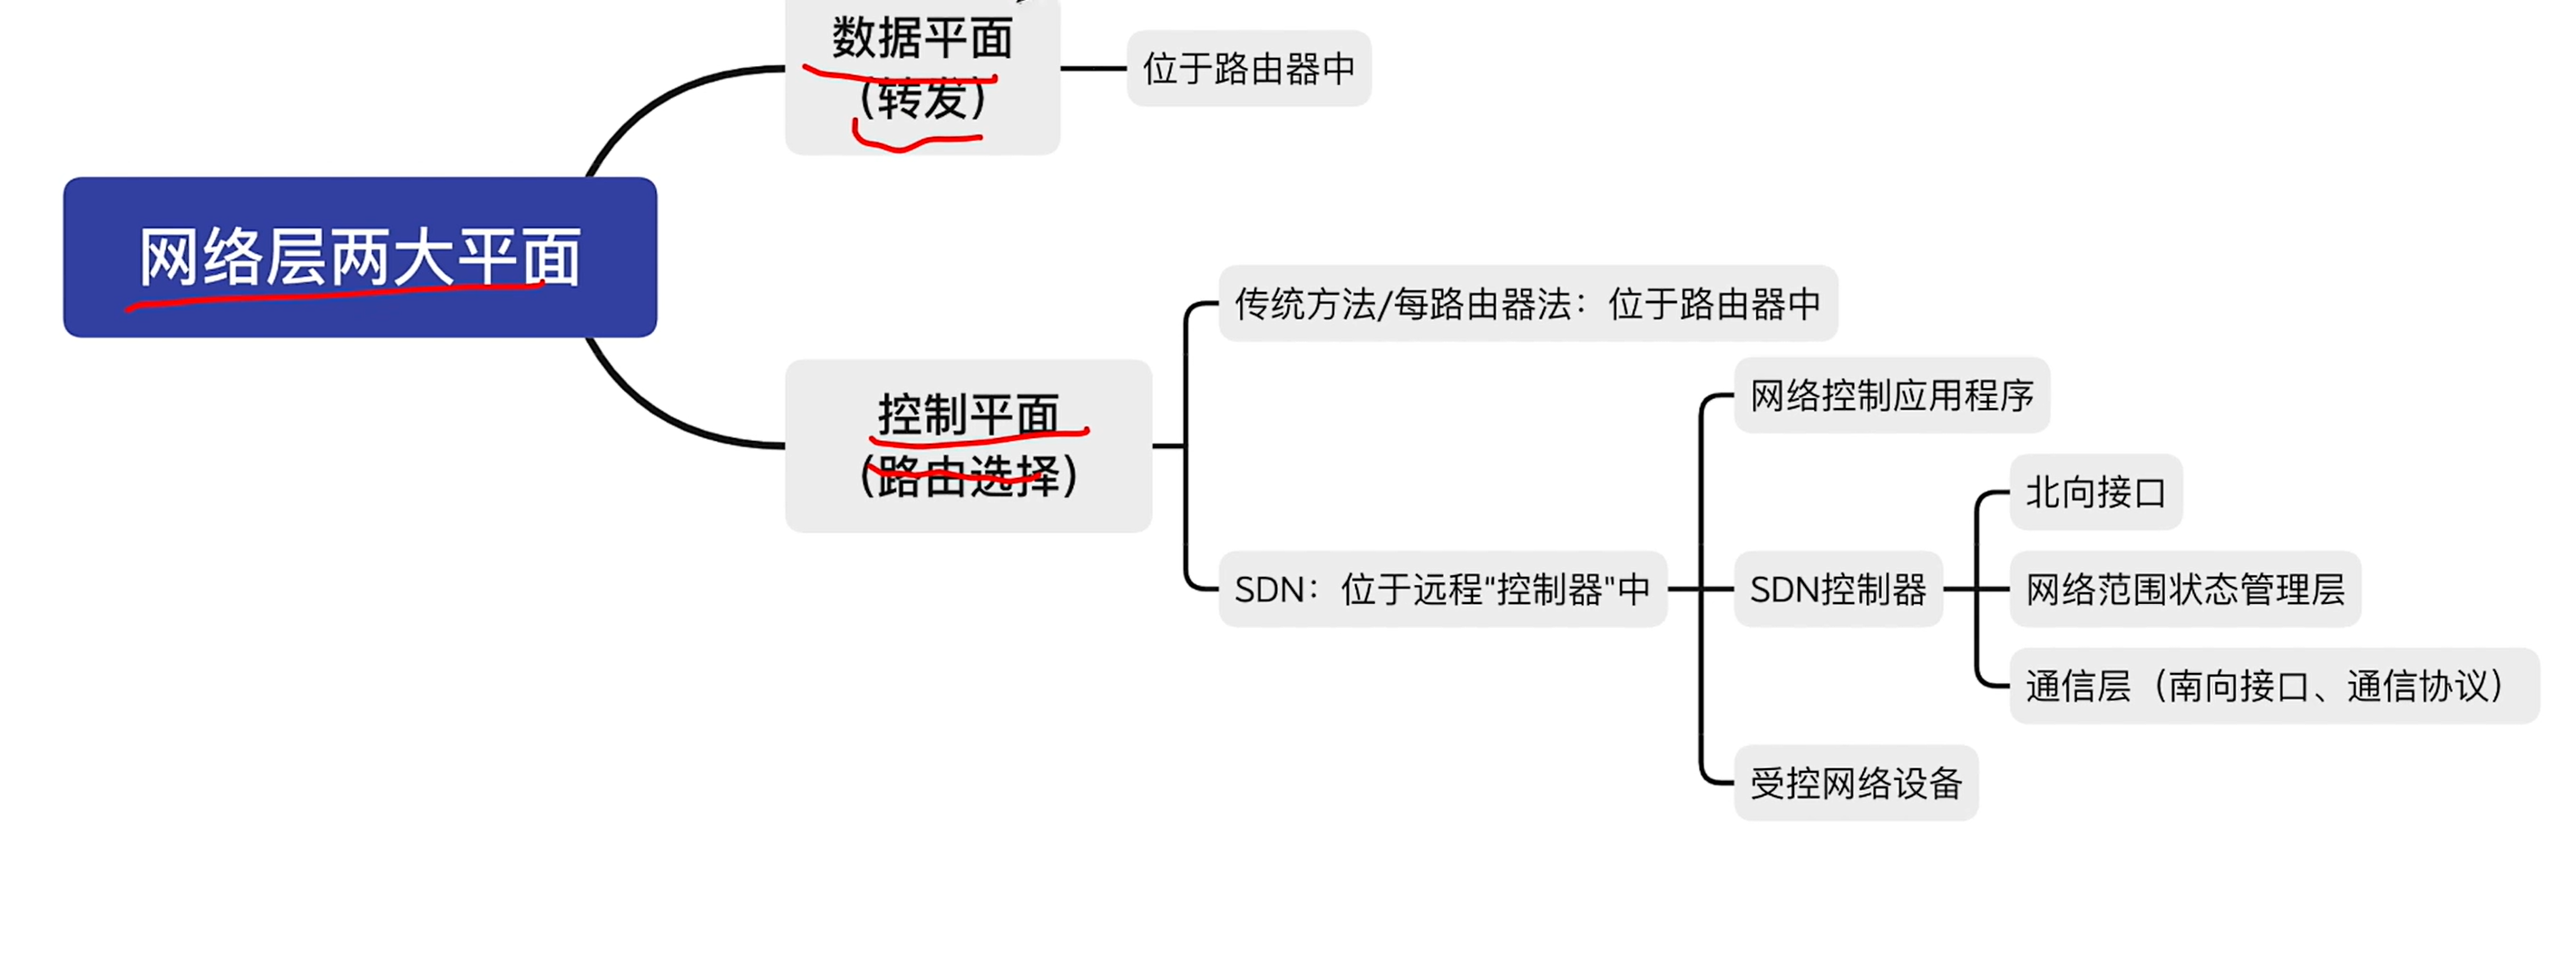 数据平面
(转发)
位于路由器中
网络层两大平面
控制平面
(路由选择)
传统方法/每路由器法：位于路由器中
SDN：位于远程"控制器"中
网络控制应用程序
SDN控制器
北向接口
网络范围状态管理层
通信层（南向接口、通信协议）
受控网络设备